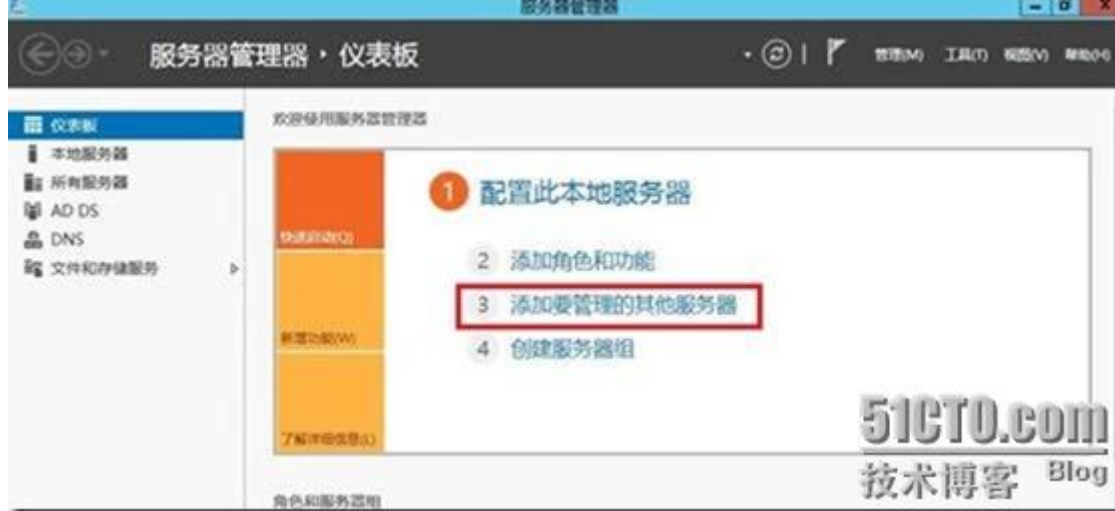 服务器管理器
服务器管理器 · 仪表板
管理(M) 工具(T) 视图(V) 帮助(H)
仪表板
本地服务器
所有服务器
AD DS
DNS
文件和存储服务
欢迎使用服务器管理器
快速启动(Q)
新增功能(W)
了解详细信息(L)
1 配置此本地服务器
2 添加角色和功能
3 添加要管理的其他服务器
4 创建服务器组
角色和服务器组
51CTO.com
技术博客 Blog